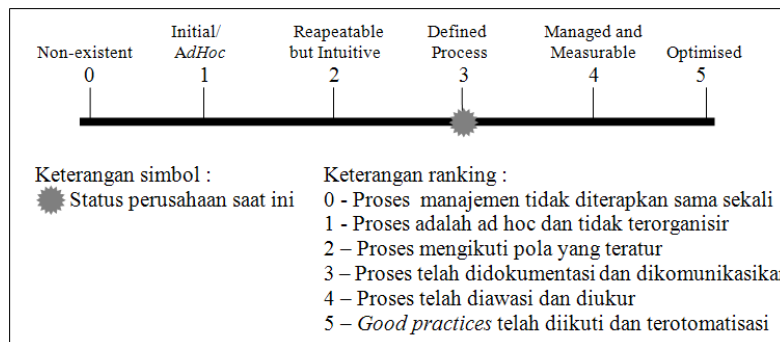 Initial/ Reapeatable Defined Managed and
Non-existent AdHoc but Intuitive Process Measurable Optimised
0 1 2 3 4 5
Keterangan simbol :
Status perusahaan saat ini
Keterangan ranking :
0 - Proses manajemen tidak diterapkan sama sekali
1 - Proses adalah ad hoc dan tidak terorganisir
2 – Proses mengikuti pola yang teratur
3 – Proses telah didokumentasi dan dikomunikasikan
4 – Proses telah diawasi dan diukur
5 – Good practices telah diikuti dan terotomatisasi